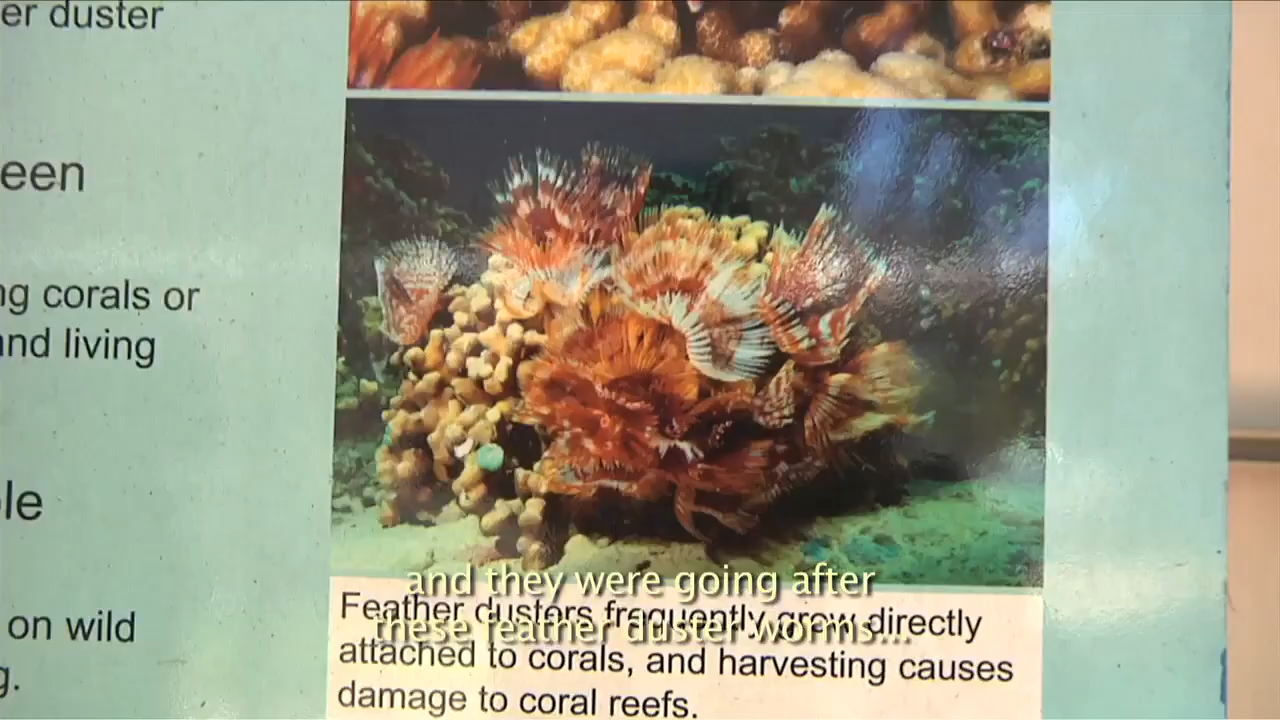 er duster
een
ng corals or
and living
le
on wild
g.
Feather dusters frequently grow directly
attached to corals, and harvesting causes
damage to coral reefs.
and they were going after
these feather duster worms...